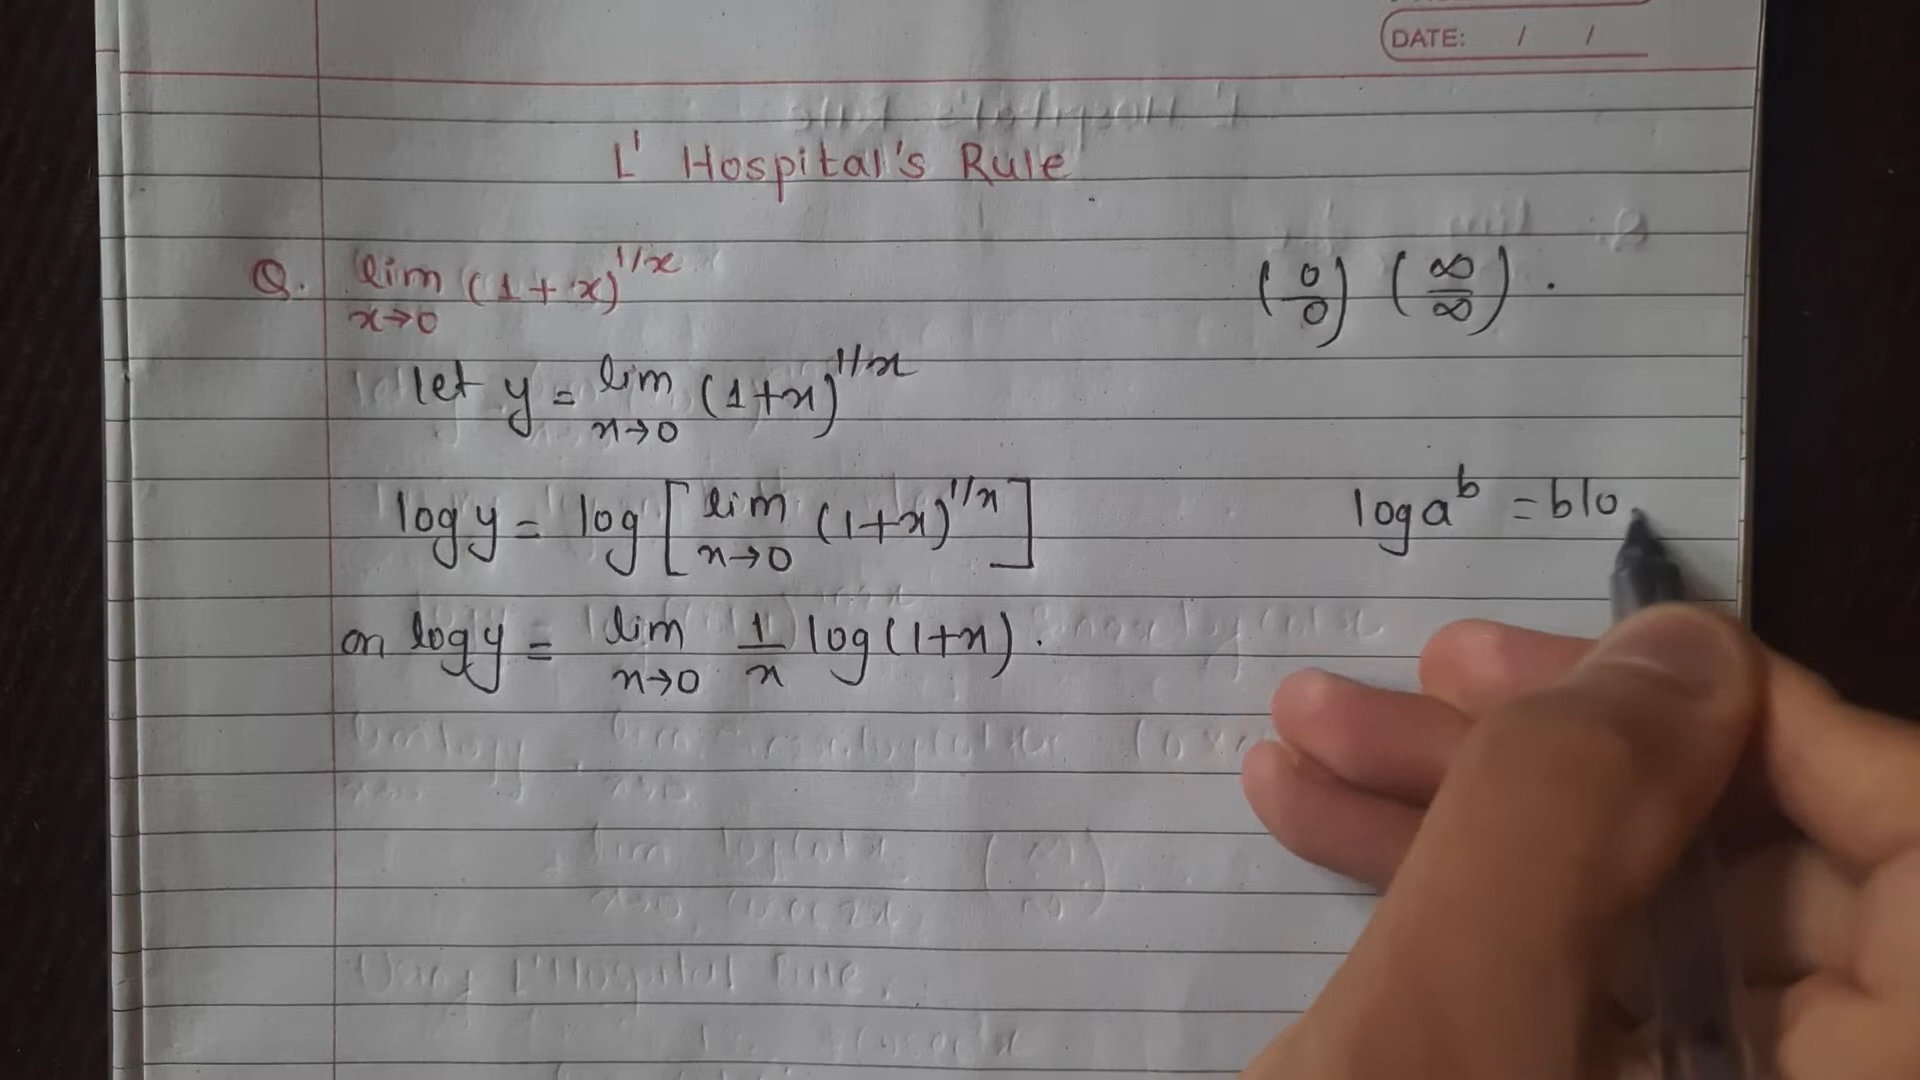 DATE: / /
L' Hospital's Rule
Q. lim x→0 (1+x)^1/x
(0/0) (∞/∞).
let y = lim x→0 (1+x)^1/x
log y = log [lim x→0 (1+x)^1/x]
log a^b = blo
or log y = lim x→0 1/x log(1+x).